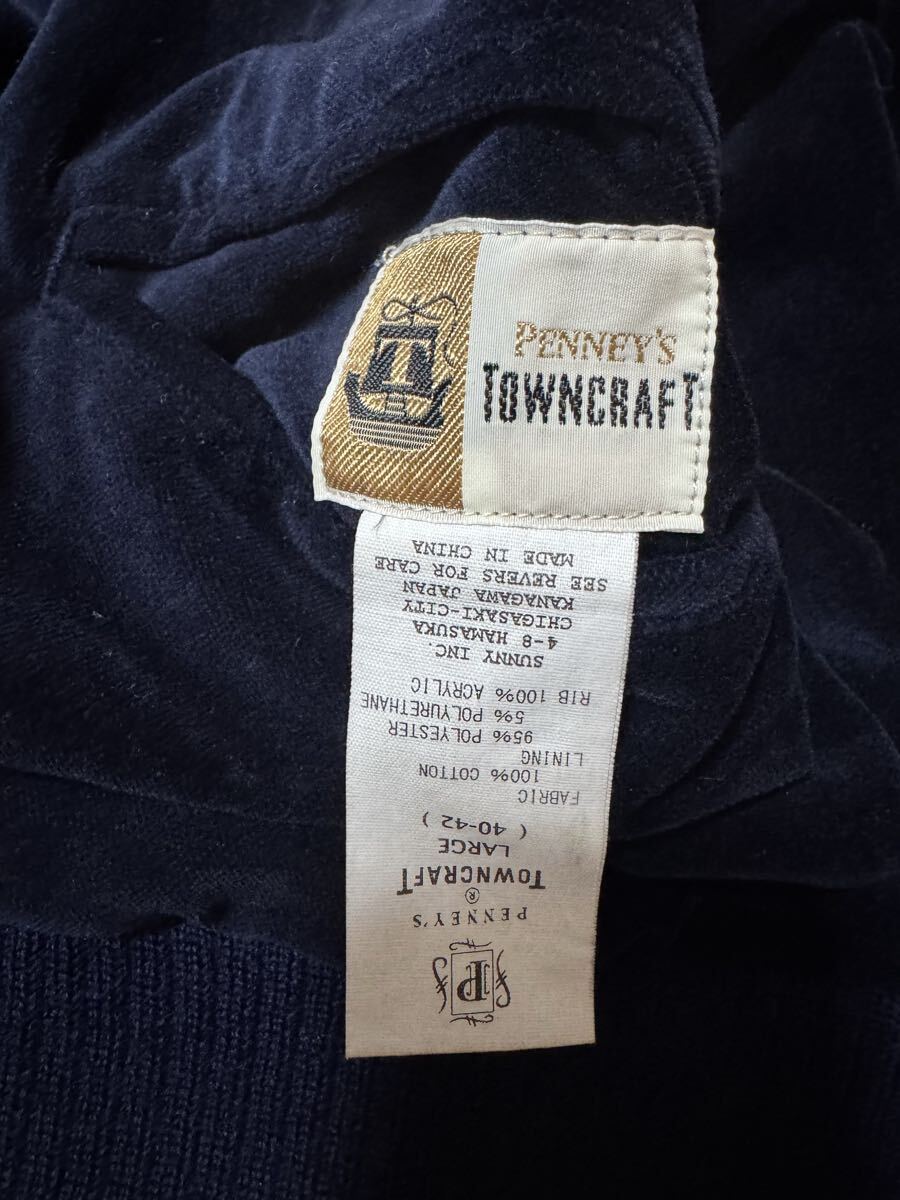 PENNEY'S
TOWNCRAFT
T
JCP
PENNEY'S
®
TOWNCRAFT
LARGE
( 40-42 )
FABRIC
100% COTTON
LINING
95% POLYESTER
5% POLYURETHANE
RIB 100% ACRYLIC
SUNNY INC.
4-8 HAMASUKA
CHIGASAKI-CITY
KANAGAWA JAPAN
SEE REVERS FOR CARE
MADE IN CHINA